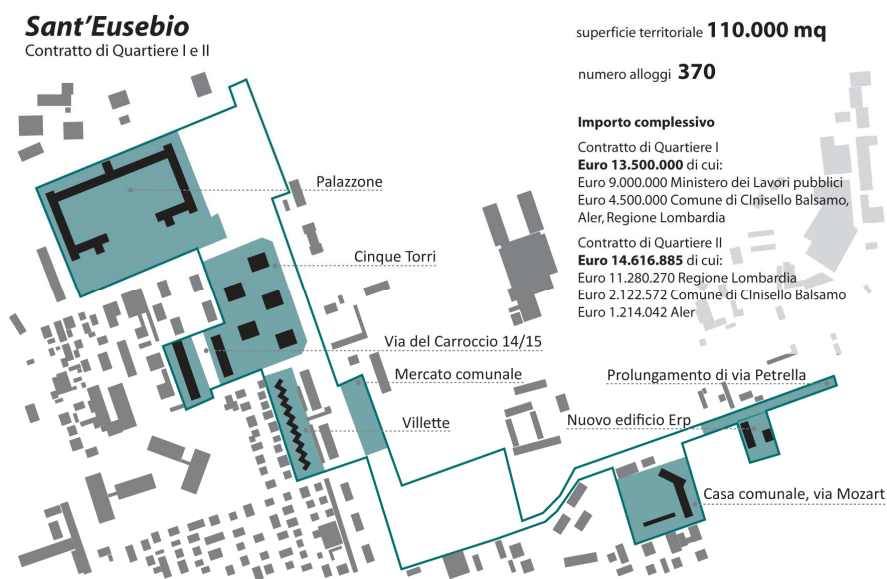 Sant'Eusebio
Contratto di Quartiere I e II
superficie territoriale 110.000 mq
numero alloggi 370
Importo complessivo
Contratto di Quartiere I
Euro 13.500.000 di cui:
Euro 9.000.000 Ministero dei Lavori pubblici
Euro 4.500.000 Comune di CInisello Balsamo,
Aler, Regione Lombardia
Contratto di Quartiere II
Euro 14.616.885 di cui:
Euro 11.280.270 Regione Lombardia
Euro 2.122.572 Comune di CInisello Balsamo
Euro 1.214.042 Aler
Palazzone
Cinque Torri
Via del Carroccio 14/15
Mercato comunale
Prolungamento di via Petrella
Villette
Nuovo edificio Erp
Casa comunale, via Mozart